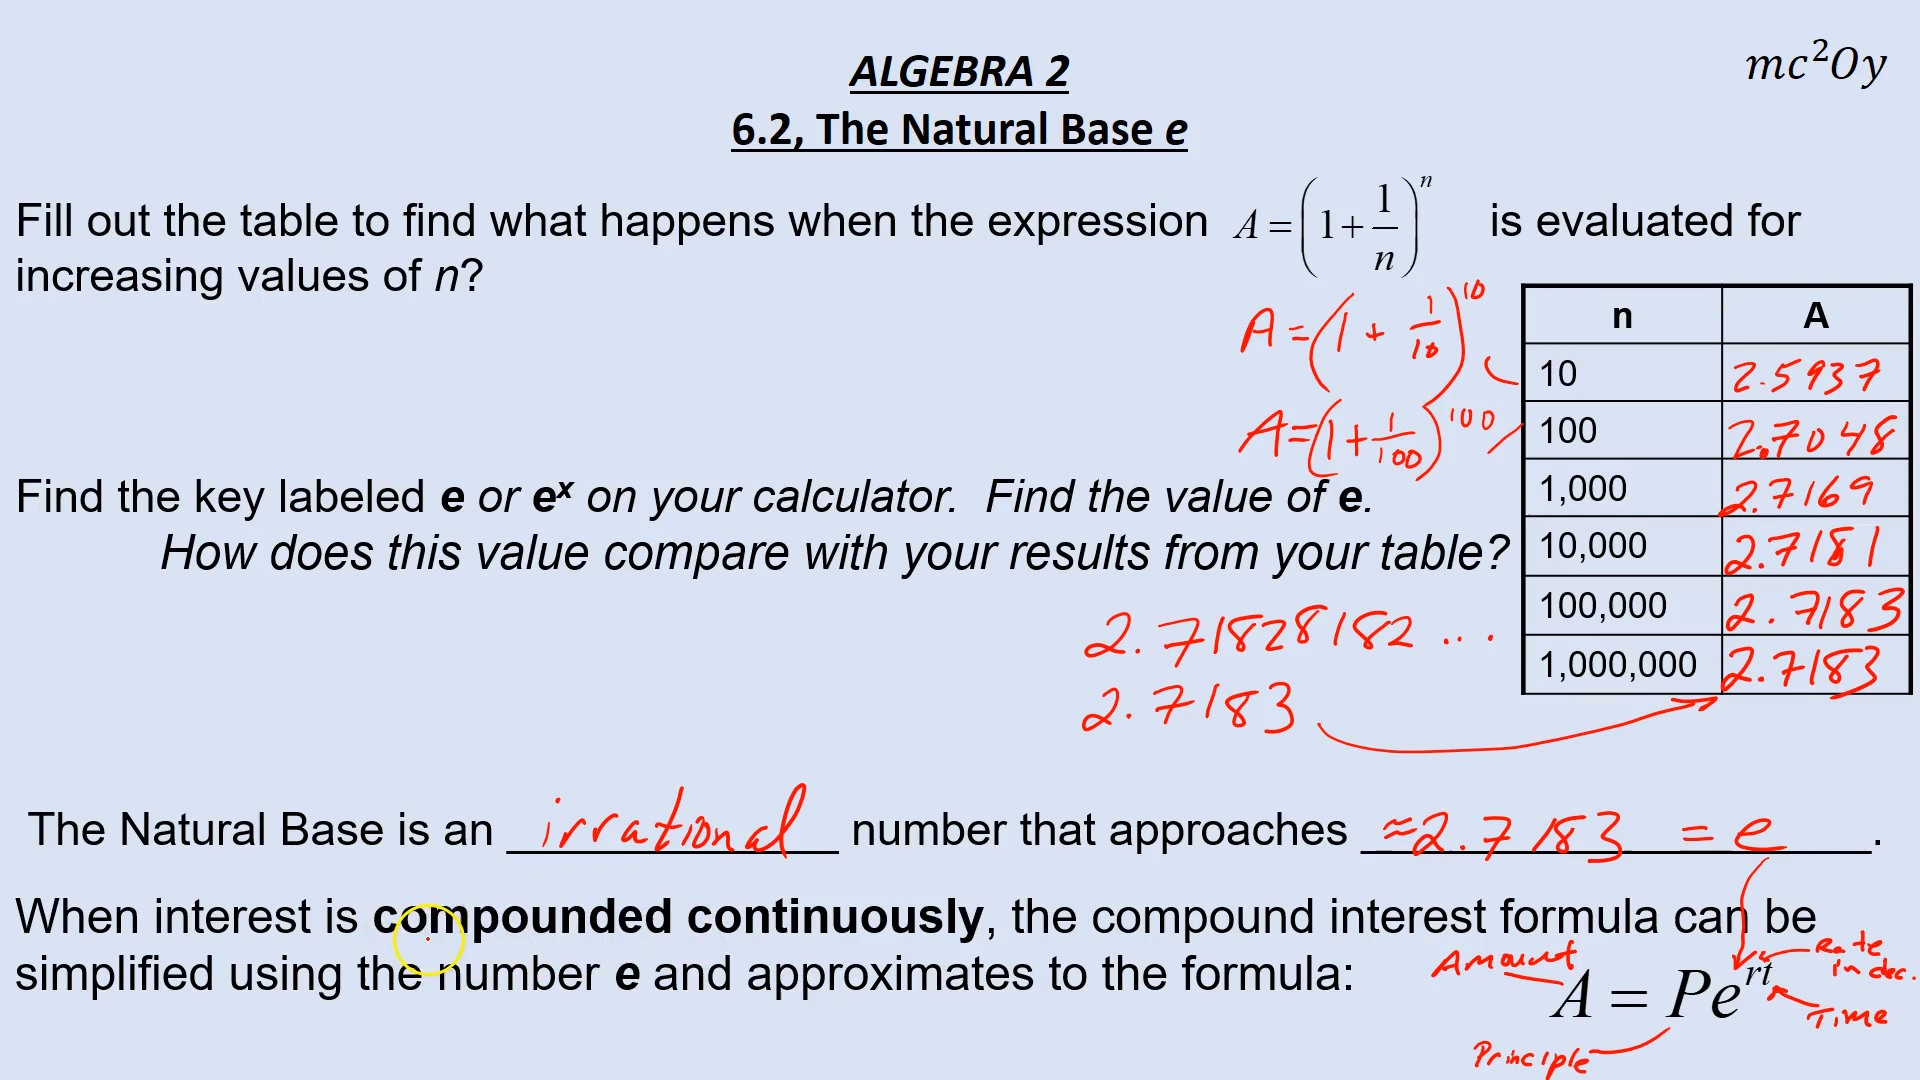 ALGEBRA 2
mc²Oy
6.2, The Natural Base e
Fill out the table to find what happens when the expression A = (1 + 1/n)ⁿ is evaluated for
increasing values of n?
A = (1 + 1/10)¹⁰
A = (1 + 1/100)¹⁰⁰
n A
10 2.5937
100 2.7048
1,000 2.7169
10,000 2.7181
100,000 2.7183
1,000,000 2.7183
Find the key labeled e or eˣ on your calculator. Find the value of e.
How does this value compare with your results from your table?
2.71828182...
2.7183
The Natural Base is an irrational number that approaches ≈2.7183 = e.
When interest is compounded continuously, the compound interest formula can be
simplified using the number e and approximates to the formula:
Amount
Rate
in dec.
A = Peʳᵗ
Time
Principle